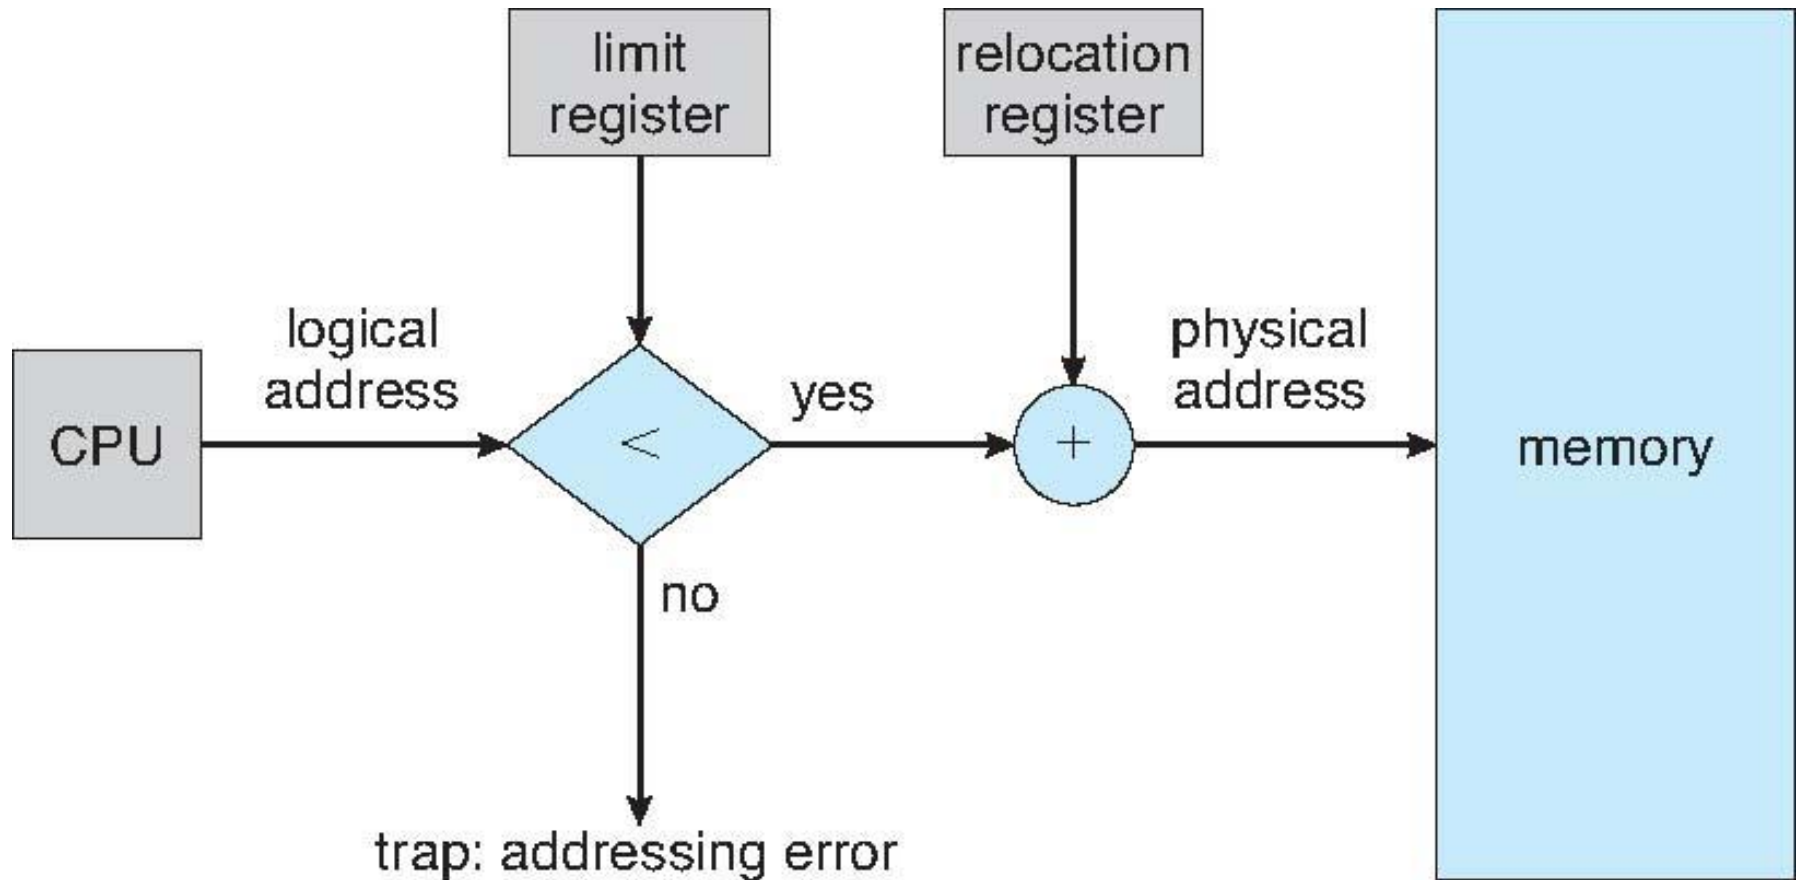 limit
register
relocation
register
logical
address
physical
address
yes
CPU
<
+
memory
no
trap: addressing error